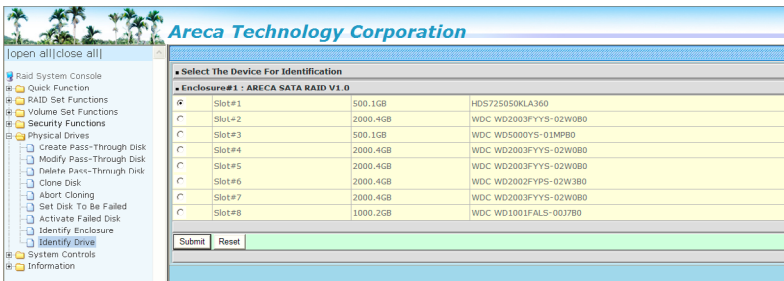 Areca Technology Corporation
|open all|close all|
Raid System Console
Quick Function
RAID Set Functions
Volume Set Functions
Security Functions
Physical Drives
Create Pass-Through Disk
Modify Pass-Through Disk
Delete Pass-Through Disk
Clone Disk
Abort Cloning
Set Disk To Be Failed
Activate Failed Disk
Identify Enclosure
Identify Drive
System Controls
Information
Select The Device For Identification
Enclosure#1 : ARECA SATA RAID V1.0
Slot#1 500.1GB HDS725050KLA360
Slot#2 2000.4GB WDC WD2003FYYS-02W0B0
Slot#3 500.1GB WDC WD5000YS-01MPB0
Slot#4 2000.4GB WDC WD2003FYYS-02W0B0
Slot#5 2000.4GB WDC WD2003FYYS-02W0B0
Slot#6 2000.4GB WDC WD2002FYPS-02W3B0
Slot#7 2000.4GB WDC WD2003FYYS-02W0B0
Slot#8 1000.2GB WDC WD1001FALS-00J7B0
Submit Reset